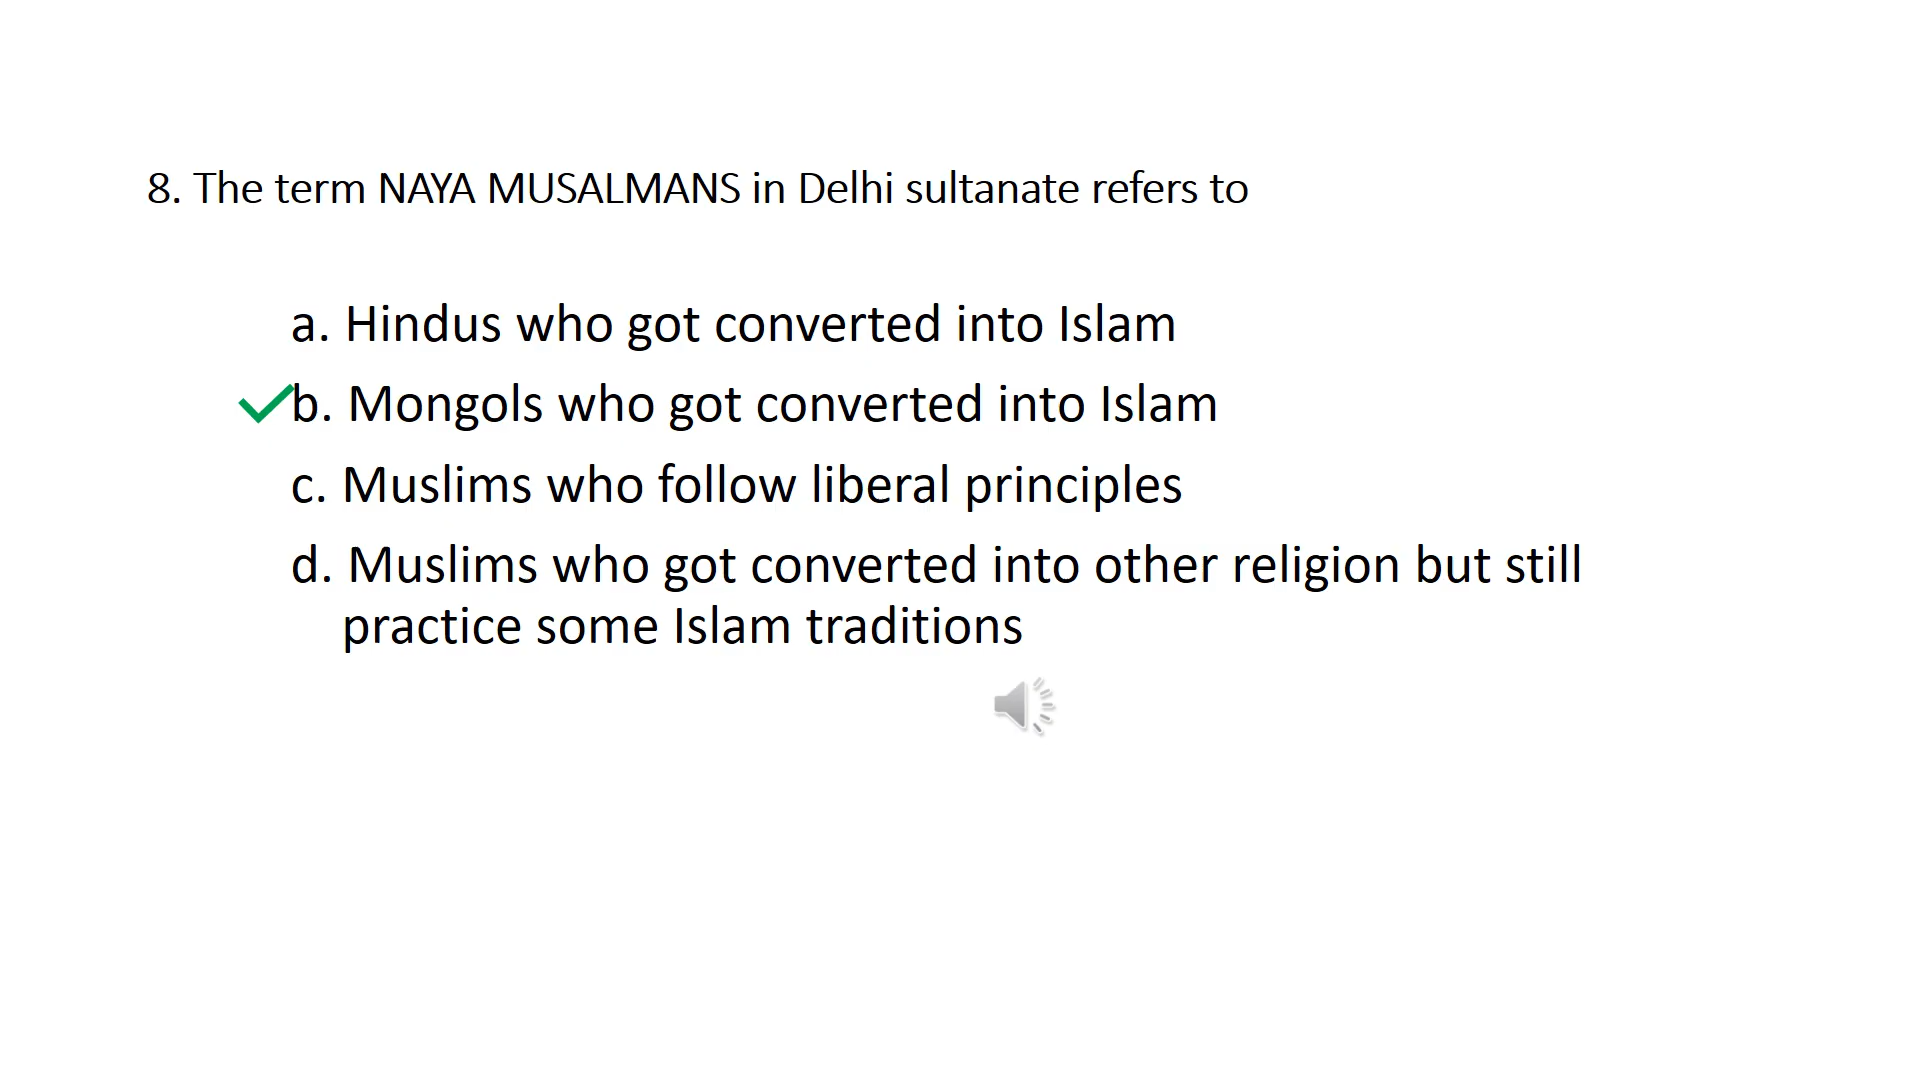 8. The term NAYA MUSALMANS in Delhi sultanate refers to
a. Hindus who got converted into Islam
b. Mongols who got converted into Islam
c. Muslims who follow liberal principles
d. Muslims who got converted into other religion but still
practice some Islam traditions